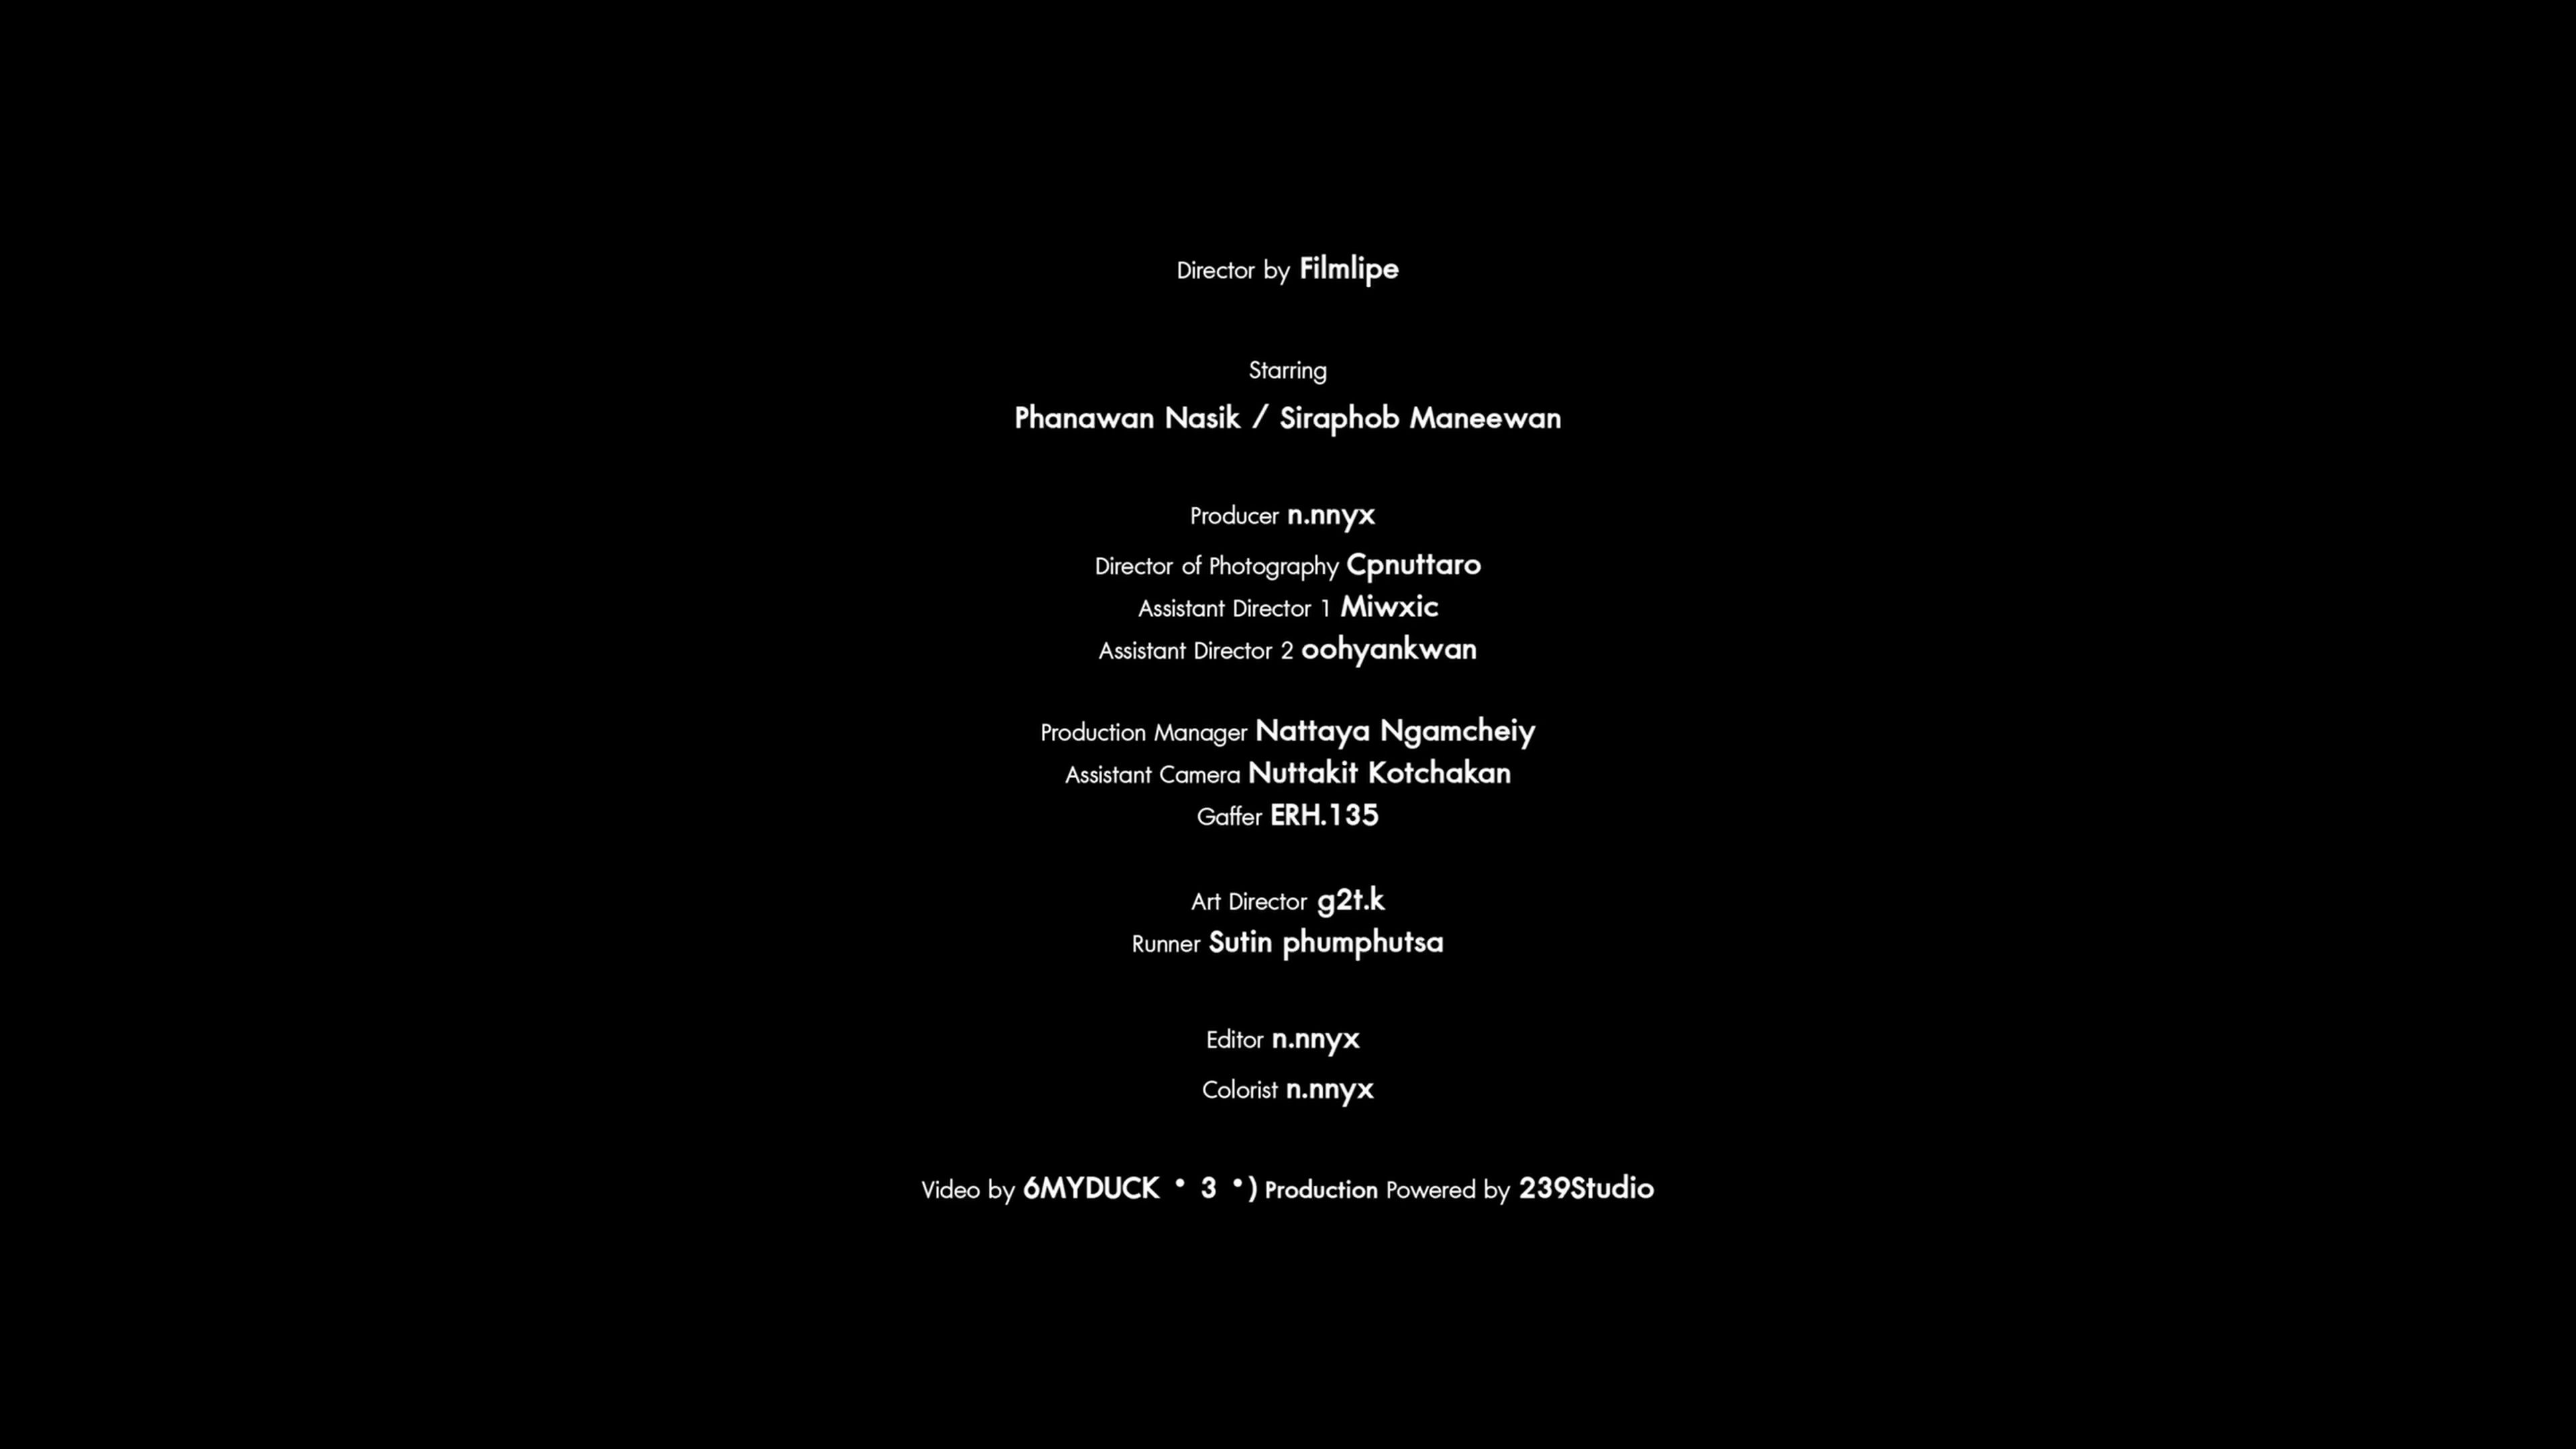 Director by Filmlipe
Starring
Phanawan Nasik / Siraphob Maneewan
Producer n.nnyx
Director of Photography Cpnuttaro
Assistant Director 1 Miwxic
Assistant Director 2 oohyankwan
Production Manager Nattaya Ngamcheiy
Assistant Camera Nuttakit Kotchakan
Gaffer ERH.135
Art Director g2t.k
Runner Sutin phumphutsa
Editor n.nnyx
Colorist n.nnyx
Video by 6MYDUCK • 3 •) Production Powered by 239Studio